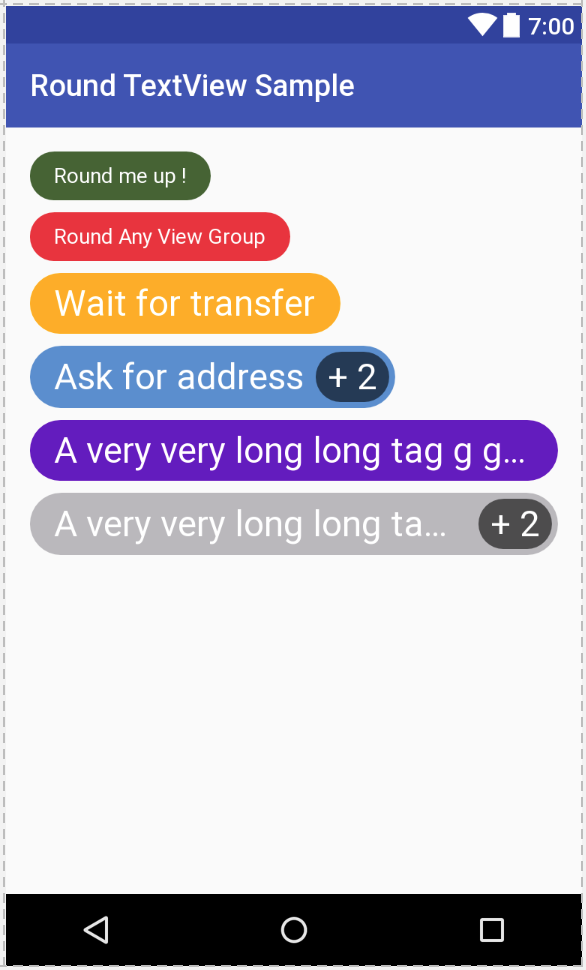 7:00
Round TextView Sample
Round me up !
Round Any View Group
Wait for transfer
Ask for address + 2
A very very long long tag g g...
A very very long long ta... + 2